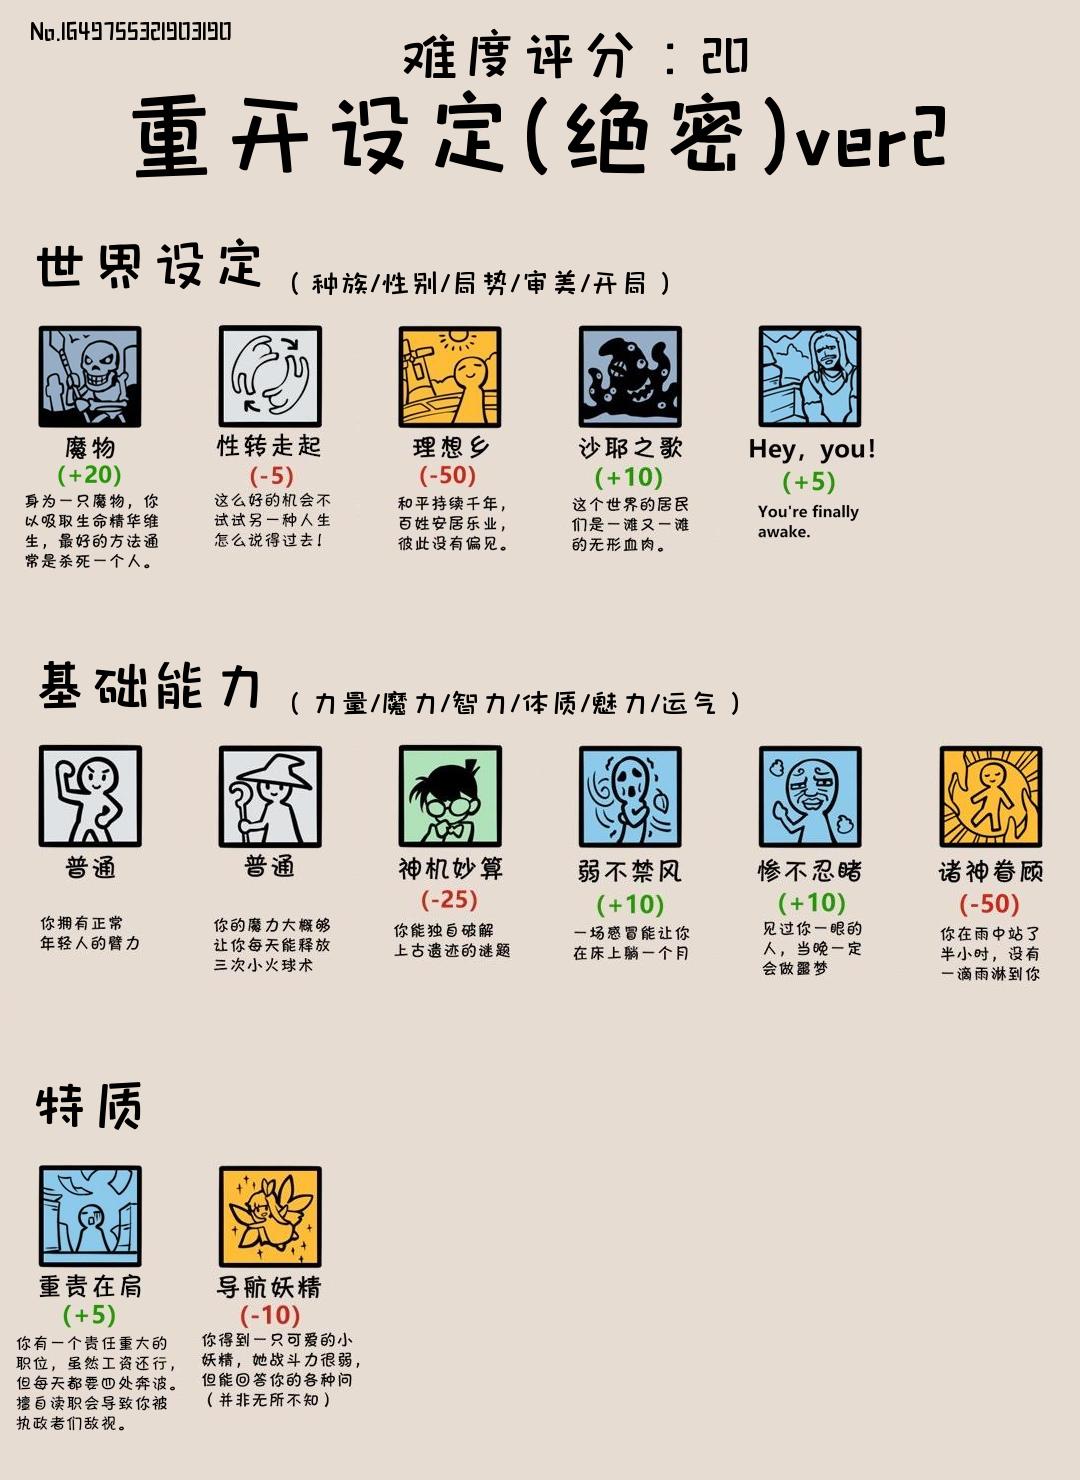 No.1649755321903190
难度评分：20
重开设定(绝密)ver2
世界设定（种族/性别/局势/审美/开局）
魔物
(+20)
身为一只魔物，你
以吸取生命精华维
生，最好的方法通
常是杀死一个人。
性转走起
(-5)
这么好的机会不
试试另一种人生
怎么说得过去！
理想乡
(-50)
和平持续千年，
百姓安居乐业，
彼此没有偏见。
沙耶之歌
(+10)
这个世界的居民
们是一滩又一滩
的无形血肉。
Hey, you!
(+5)
You're finally
awake.
基础能力（力量/魔力/智力/体质/魅力/运气）
普通
你拥有正常
年轻人的臂力
普通
你的魔力大概够
让你每天能释放
三次小火球术
神机妙算
(-25)
你能独自破解
上古遗迹的谜题
弱不禁风
(+10)
一场感冒能让你
在床上躺一个月
惨不忍睹
(+10)
见过你一眼的
人，当晚一定
会做噩梦
诸神眷顾
(-50)
你在雨中站了
半小时，没有
一滴雨淋到你
特质
重责在肩
(+5)
你有一个责任重大的
职位，虽然工资还行，
但每天都要四处奔波。
擅自渎职会导致你被
执政者们敌视。
导航妖精
(-10)
你得到一只可爱的小
妖精，她战斗力很弱，
但能回答你的各种问
（并非无所不知）